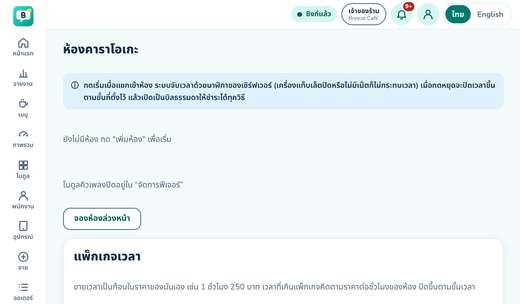 B
ซิงก์แล้ว
เจ้าของร้าน
Breeze Café
9+
ไทย
English
หน้าแรก
รายงาน
เมนู
ภาพรวม
โมดูล
พนักงาน
อุปกรณ์
ขาย
ออเดอร์
ห้องคาราโอเกะ
กดเริ่มเมื่อแขกเข้าห้อง ระบบจับเวลาด้วยนาฬิกาของเซิร์ฟเวอร์ (เครื่องแท็บเล็ตปิดหรือไม่มีเน็ตก็ไม่กระทบเวลา) เมื่อกดหยุดจะปัดเวลาขึ้น
ตามขั้นที่ตั้งไว้ แล้วเปิดเป็นบิลธรรมดาให้ชำระได้ทุกวิธี
ยังไม่มีห้อง กด "เพิ่มห้อง" เพื่อเริ่ม
โมดูลคิวเพลงปิดอยู่ใน "จัดการฟีเจอร์"
จองห้องล่วงหน้า
แพ็กเกจเวลา
ขายเวลาเป็นก้อนในราคาของมันเอง เช่น 1 ชั่วโมง 250 บาท เวลาที่เกินแพ็กเกจคิดตามราคาต่อชั่วโมงของห้อง ปัดขึ้นตามขั้นเวลา